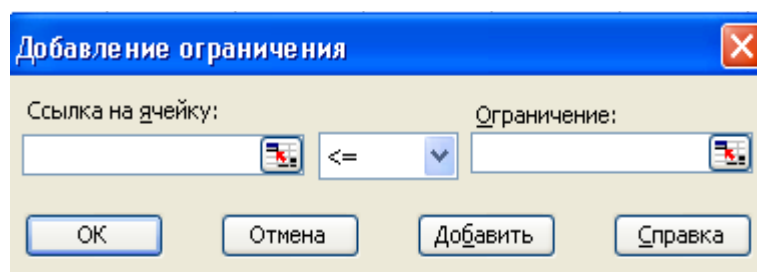 Добавление ограничения
Ссылка на ячейку:
Ограничение:
<=
ОК
Отмена
Добавить
Справка